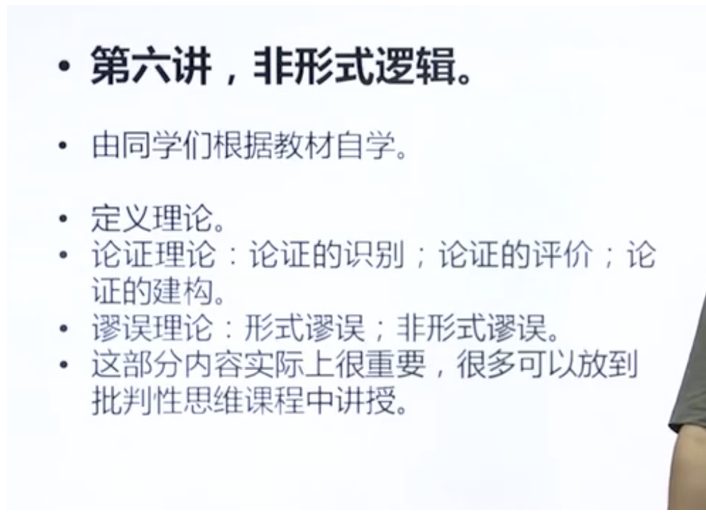 • 第六讲，非形式逻辑。
• 由同学们根据教材自学。
• 定义理论。
• 论证理论：论证的识别；论证的评价；论
证的建构。
• 谬误理论：形式谬误；非形式谬误。
• 这部分内容实际上很重要，很多可以放到
批判性思维课程中讲授。